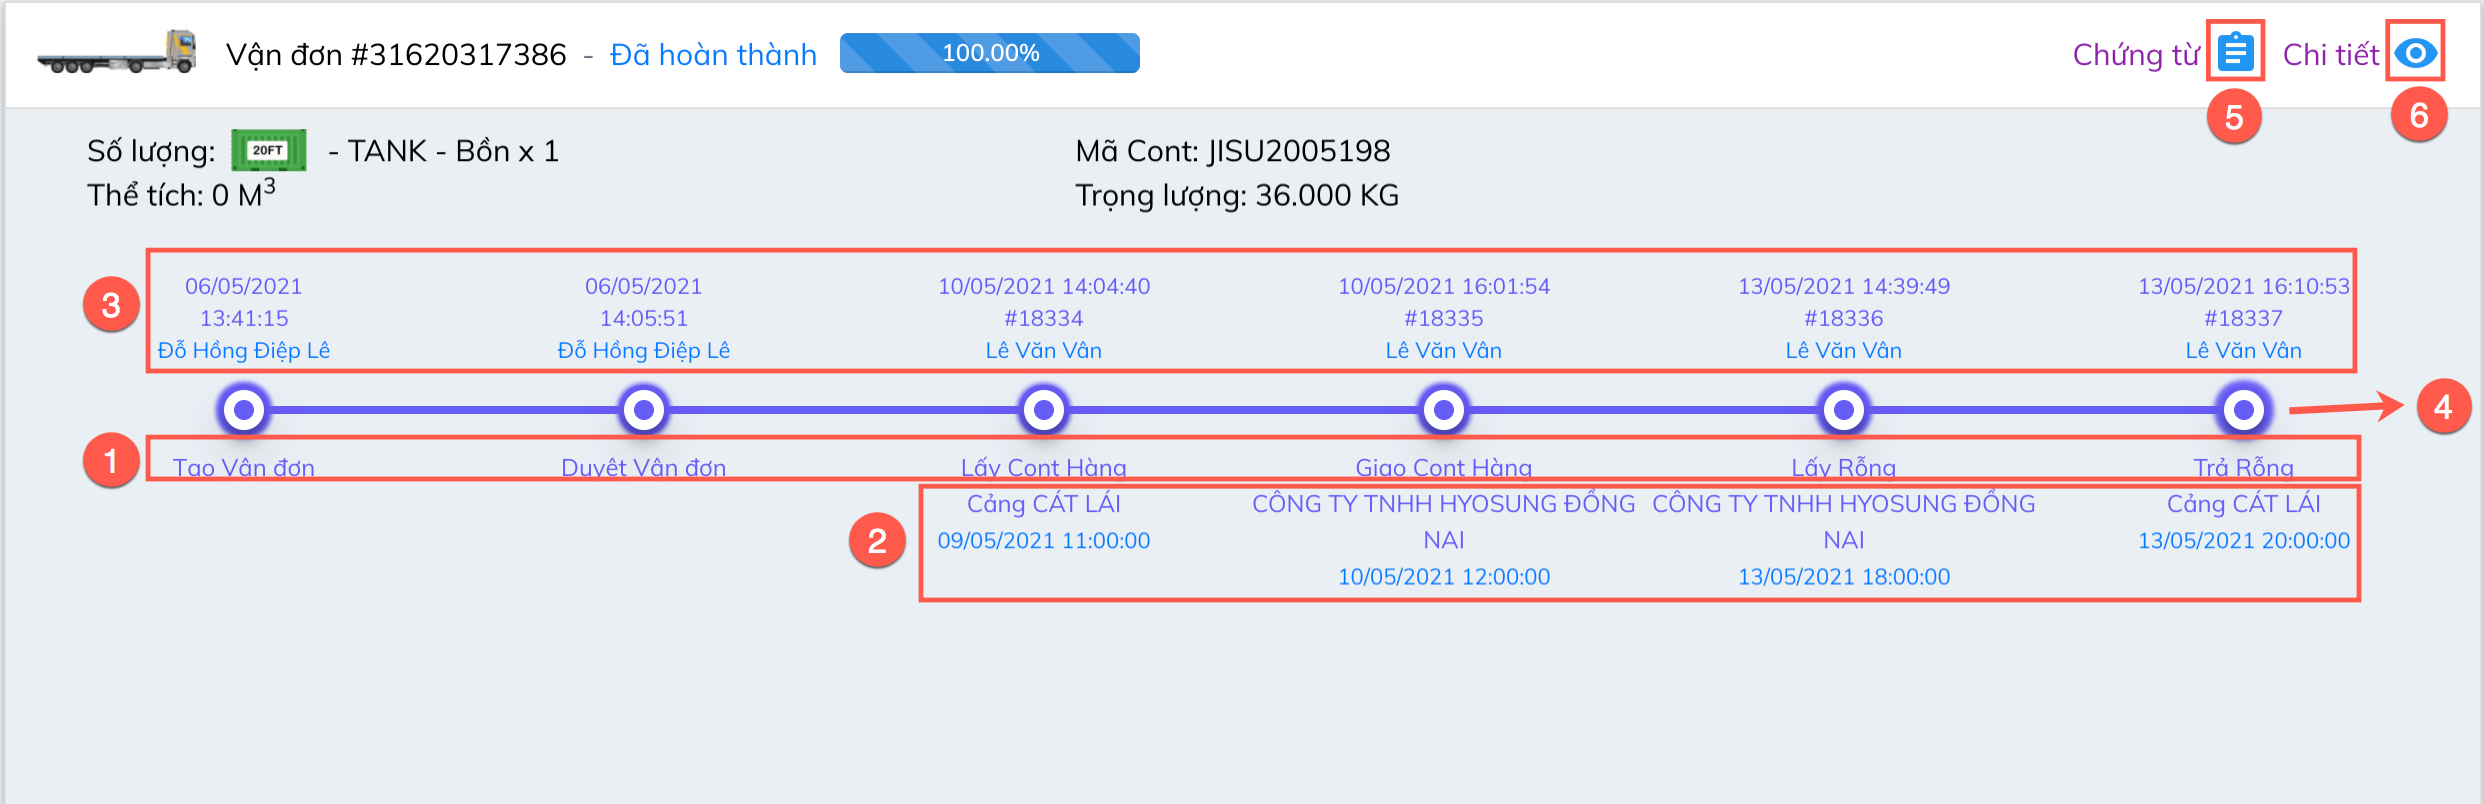 Vận đơn #31620317386 - Đã hoàn thành 100.00% Chứng từ Chi tiết
5 6
Số lượng: 20FT - TANK - Bồn x 1 Mã Cont: JISU2005198
Thể tích: 0 M3 Trọng lượng: 36.000 KG
3
06/05/2021 06/05/2021 10/05/2021 14:04:40 10/05/2021 16:01:54 13/05/2021 14:39:49 13/05/2021 16:10:53
13:41:15 14:05:51 #18334 #18335 #18336 #18337
Đỗ Hồng Điệp Lê Đỗ Hồng Điệp Lê Lê Văn Vân Lê Văn Vân Lê Văn Vân Lê Văn Vân
4
1
Tạo Vận đơn Duyệt Vận đơn Lấy Cont Hàng Giao Cont Hàng Lấy Rỗng Trả Rỗng
2
Cảng CÁT LÁI CÔNG TY TNHH HYOSUNG ĐỒNG CÔNG TY TNHH HYOSUNG ĐỒNG Cảng CÁT LÁI
09/05/2021 11:00:00 NAI NAI 13/05/2021 20:00:00
10/05/2021 12:00:00 13/05/2021 18:00:00